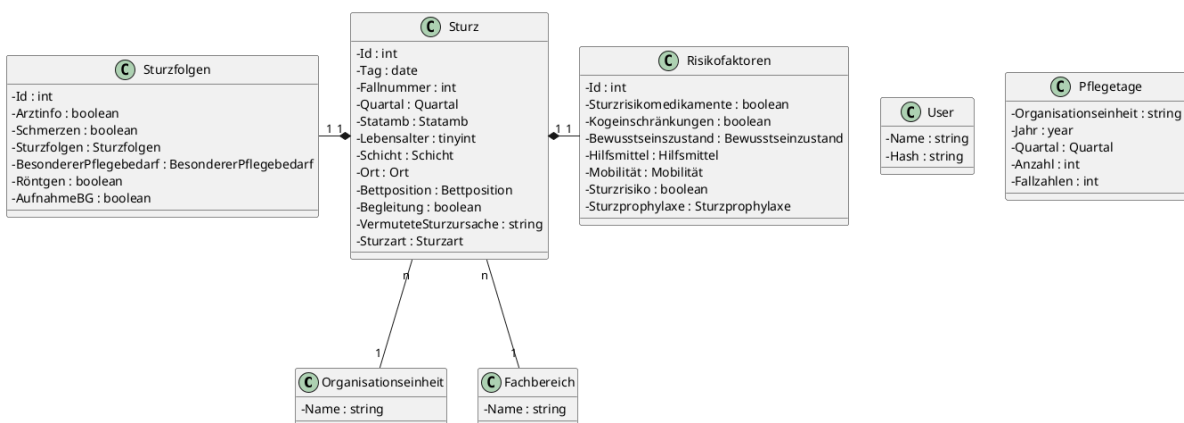 C Sturzfolgen
-Id : int
-Arztinfo : boolean
-Schmerzen : boolean
-Sturzfolgen : Sturzfolgen
-BesondererPflegebedarf : BesondererPflegebedarf
-Röntgen : boolean
-AufnahmeBG : boolean
1 1
C Sturz
-Id : int
-Tag : date
-Fallnummer : int
-Quartal : Quartal
-Statamb : Statamb
-Lebensalter : tinyint
-Schicht : Schicht
-Ort : Ort
-Bettposition : Bettposition
-Begleitung : boolean
-VermuteteSturzursache : string
-Sturzart : Sturzart
1 1
C Risikofaktoren
-Id : int
-Sturzrisikomedikamente : boolean
-Kogeinschränkungen : boolean
-Bewusstseinszustand : Bewusstseinzustand
-Hilfsmittel : Hilfsmittel
-Mobilität : Mobilität
-Sturzrisiko : boolean
-Sturzprophylaxe : Sturzprophylaxe
C User
-Name : string
-Hash : string
C Pflegetage
-Organisationseinheit : string
-Jahr : year
-Quartal : Quartal
-Anzahl : int
-Fallzahlen : int
n
n
1
1
C Organisationseinheit
-Name : string
C Fachbereich
-Name : string